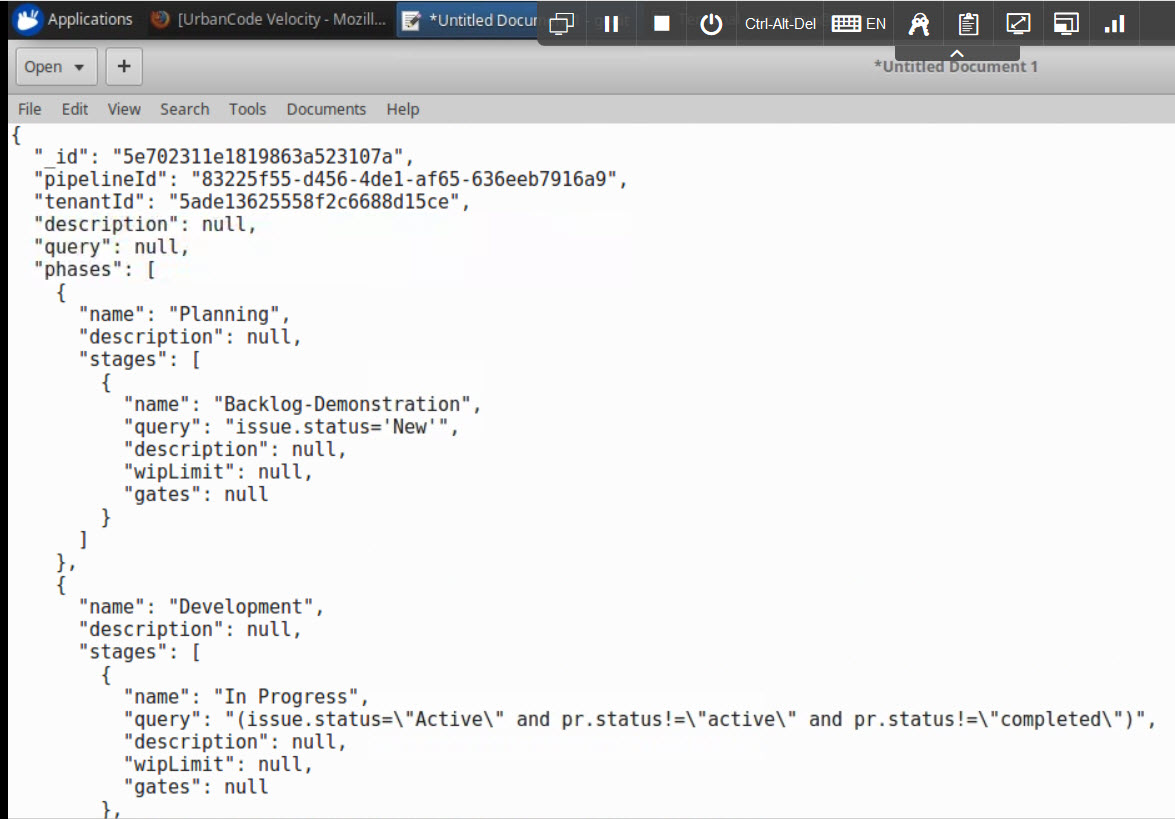 Applications [UrbanCode Velocity - Mozill... *Untitled Docum Ctrl-Alt-Del EN
Open + *Untitled Document 1
File Edit View Search Tools Documents Help
{
  "_id": "5e702311e1819863a523107a",
  "pipelineId": "83225f55-d456-4de1-af65-636eeb7916a9",
  "tenantId": "5ade13625558f2c6688d15ce",
  "description": null,
  "query": null,
  "phases": [
    {
      "name": "Planning",
      "description": null,
      "stages": [
        {
          "name": "Backlog-Demonstration",
          "query": "issue.status='New'",
          "description": null,
          "wipLimit": null,
          "gates": null
        }
      ]
    },
    {
      "name": "Development",
      "description": null,
      "stages": [
        {
          "name": "In Progress",
          "query": "(issue.status=\"Active\" and pr.status!=\"active\" and pr.status!=\"completed\")",
          "description": null,
          "wipLimit": null,
          "gates": null
        },